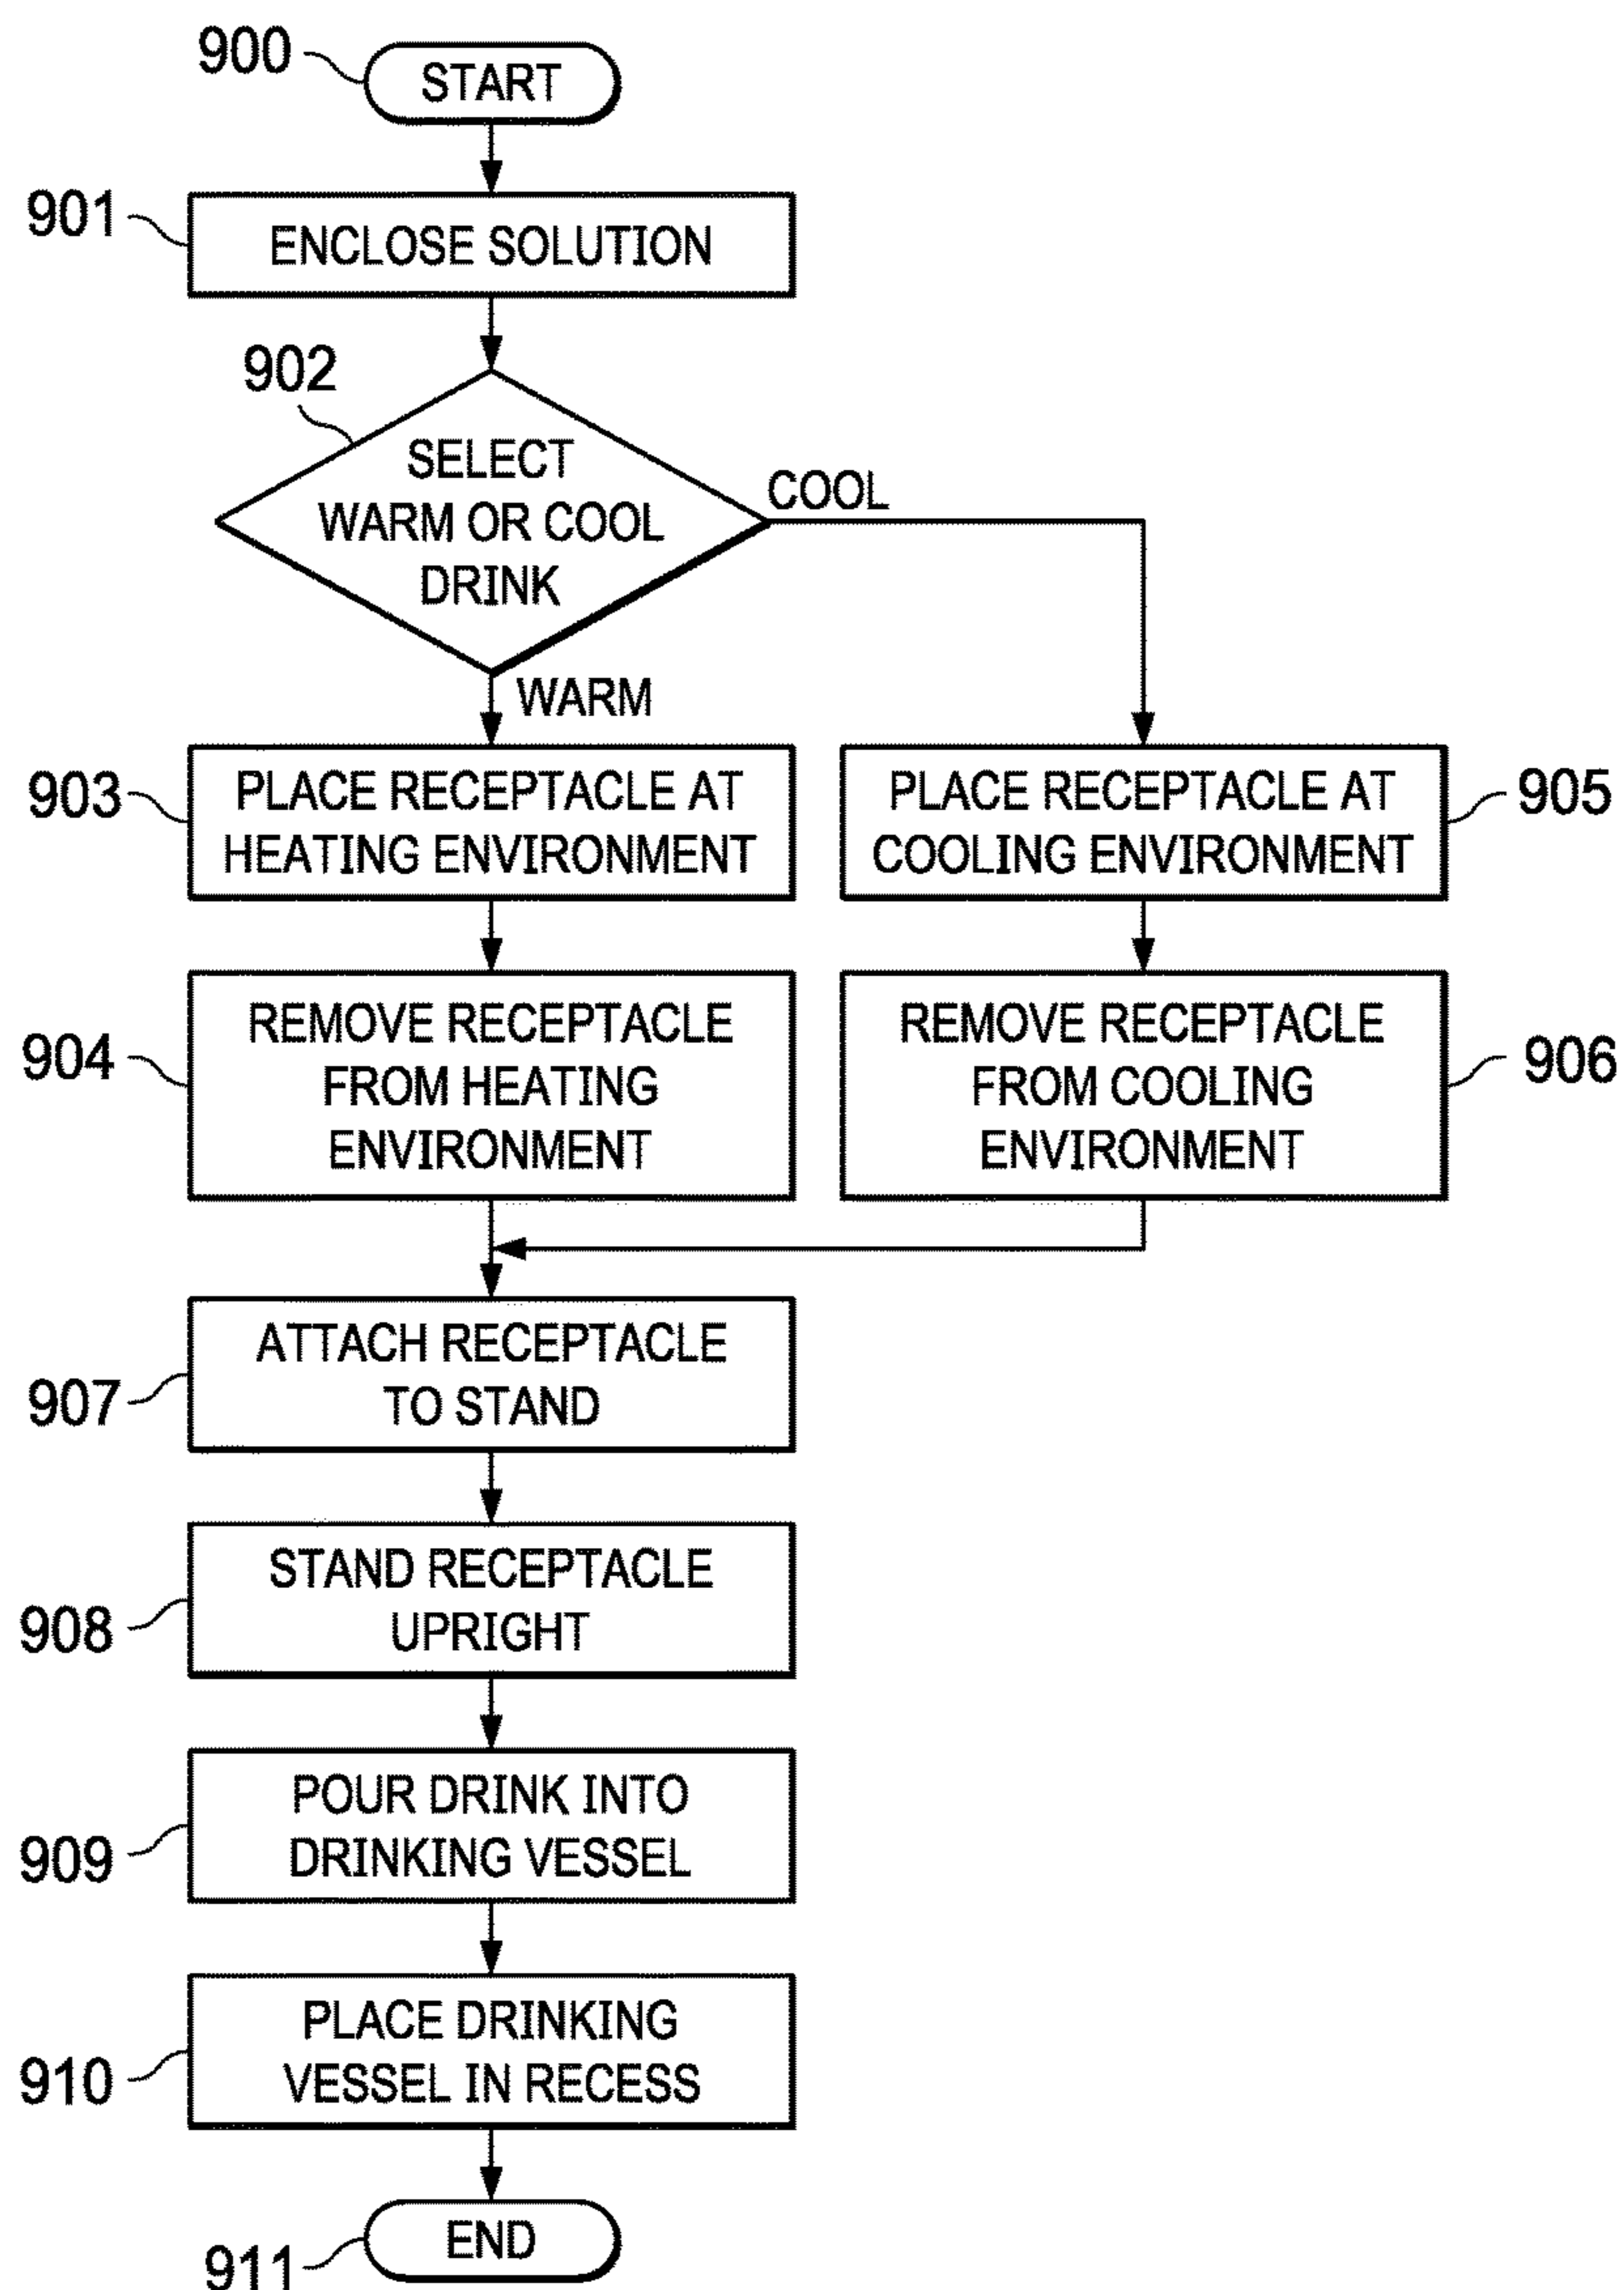 900
START
901
ENCLOSE SOLUTION
902
SELECT
WARM OR COOL
DRINK
COOL
WARM
903
PLACE RECEPTACLE AT
HEATING ENVIRONMENT
PLACE RECEPTACLE AT
COOLING ENVIRONMENT
905
904
REMOVE RECEPTACLE
FROM HEATING
ENVIRONMENT
REMOVE RECEPTACLE
FROM COOLING
ENVIRONMENT
906
907
ATTACH RECEPTACLE
TO STAND
908
STAND RECEPTACLE
UPRIGHT
909
POUR DRINK INTO
DRINKING VESSEL
910
PLACE DRINKING
VESSEL IN RECESS
911
END